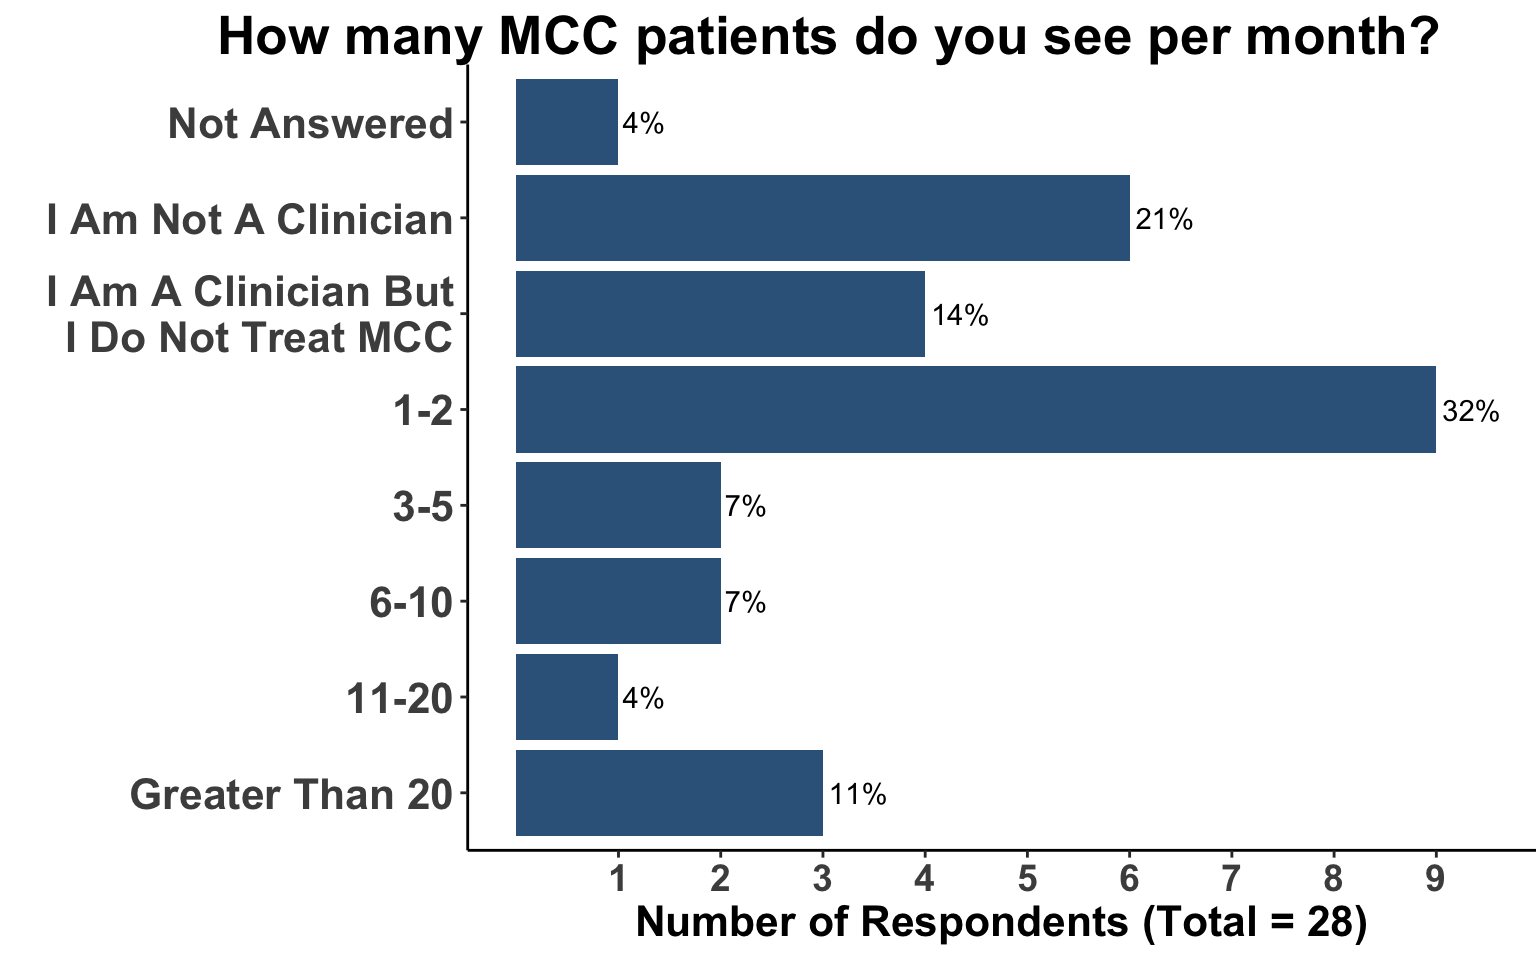 How many MCC patients do you see per month?
Not Answered
4%
I Am Not A Clinician
21%
I Am A Clinician But
I Do Not Treat MCC
14%
1-2
32%
3-5
7%
6-10
7%
11-20
4%
Greater Than 20
11%
1 2 3 4 5 6 7 8 9
Number of Respondents (Total = 28)